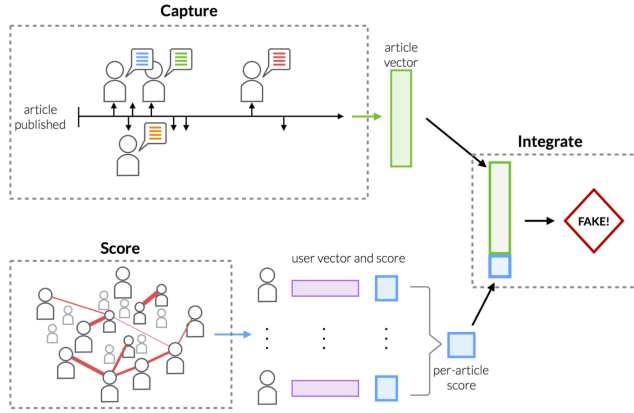 Capture
article
vector
article
published
Integrate
FAKE!
Score
user vector and score
per-article
score